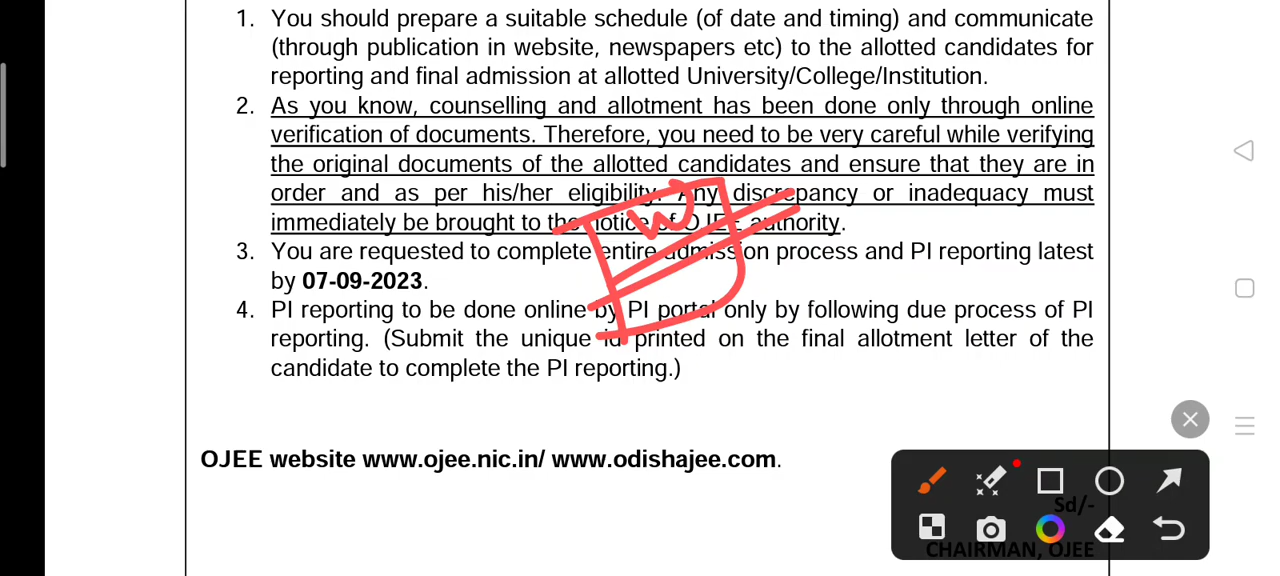 1. You should prepare a suitable schedule (of date and timing) and communicate
(through publication in website, newspapers etc) to the allotted candidates for
reporting and final admission at allotted University/College/Institution.
2. As you know, counselling and allotment has been done only through online
verification of documents. Therefore, you need to be very careful while verifying
the original documents of the allotted candidates and ensure that they are in
order and as per his/her eligibility. Any discrepancy or inadequacy must
immediately be brought to the notice of OJEE authority.
3. You are requested to complete entire admission process and PI reporting latest
by 07-09-2023.
4. PI reporting to be done online by PI portal only by following due process of PI
reporting. (Submit the unique id printed on the final allotment letter of the
candidate to complete the PI reporting.)
OJEE website www.ojee.nic.in/ www.odishajee.com.
Sd/-
CHAIRMAN, OJEE